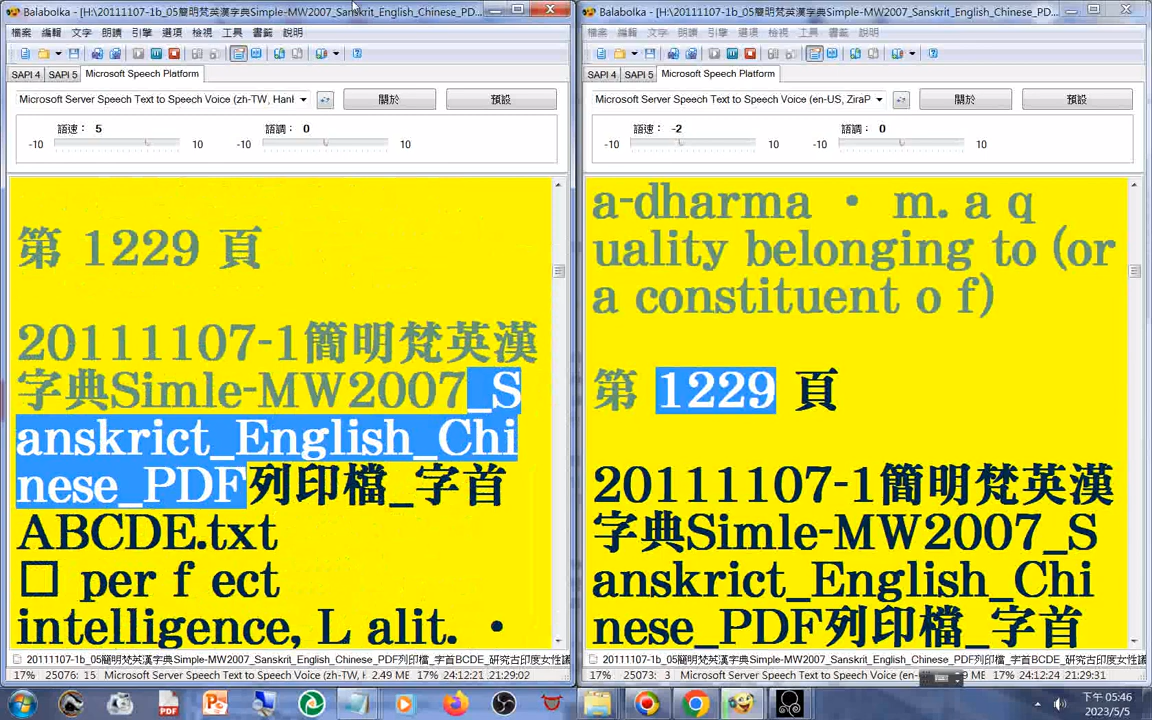 Balabolka - [H:\20111107-1b_05簡明梵英漢字典Simple-MW2007_Sanskrit_English_Chinese_PD...
檔案 編輯 文字 朗讀 引擎 選項 檢視 工具 書籤 說明
SAPI 4 SAPI 5 Microsoft Speech Platform
Microsoft Server Speech Text to Speech Voice (zh-TW, Hanl
關於 預設
語速: 5 語調: 0
-10 10 -10 10
第 1229 頁
20111107-1簡明梵英漢
字典Simle-MW2007_S
anskrict_English_Chi
nese_PDF列印檔_字首
ABCDE.txt
□ per f ect
intelligence, L alit. •
20111107-1b_05簡明梵英漢字典Simple-MW2007_Sanskrit_English_Chinese_PDF列印檔_字首BCDE_研究古印度女性議
17% 25076: 15 Microsoft Server Speech Text to Speech Voice (zh-TW, H 2.49 MB 17% 24:12:21 21:29:02
Balabolka - [H:\20111107-1b_05簡明梵英漢字典Simple-MW2007_Sanskrit_English_Chinese_PD...
檔案 編輯 文字 朗讀 引擎 選項 檢視 工具 書籤 說明
SAPI 4 SAPI 5 Microsoft Speech Platform
Microsoft Server Speech Text to Speech Voice (en-US, ZiraP
關於 預設
語速: -2 語調: 0
-10 10 -10 10
a-dharma • m. a q
uality belonging to (or
a constituent o f)
第 1229 頁
20111107-1簡明梵英漢
字典Simle-MW2007_S
anskrict_English_Chi
nese_PDF列印檔_字首
20111107-1b_05簡明梵英漢字典Simple-MW2007_Sanskrit_English_Chinese_PDF列印檔_字首BCDE_研究古印度女性議
17% 25073: 3 Microsoft Server Speech Text to Speech Voice (en-US, 9 MB 17% 24:12:24 21:29:31
PDF
下午 05:46
2023/5/5